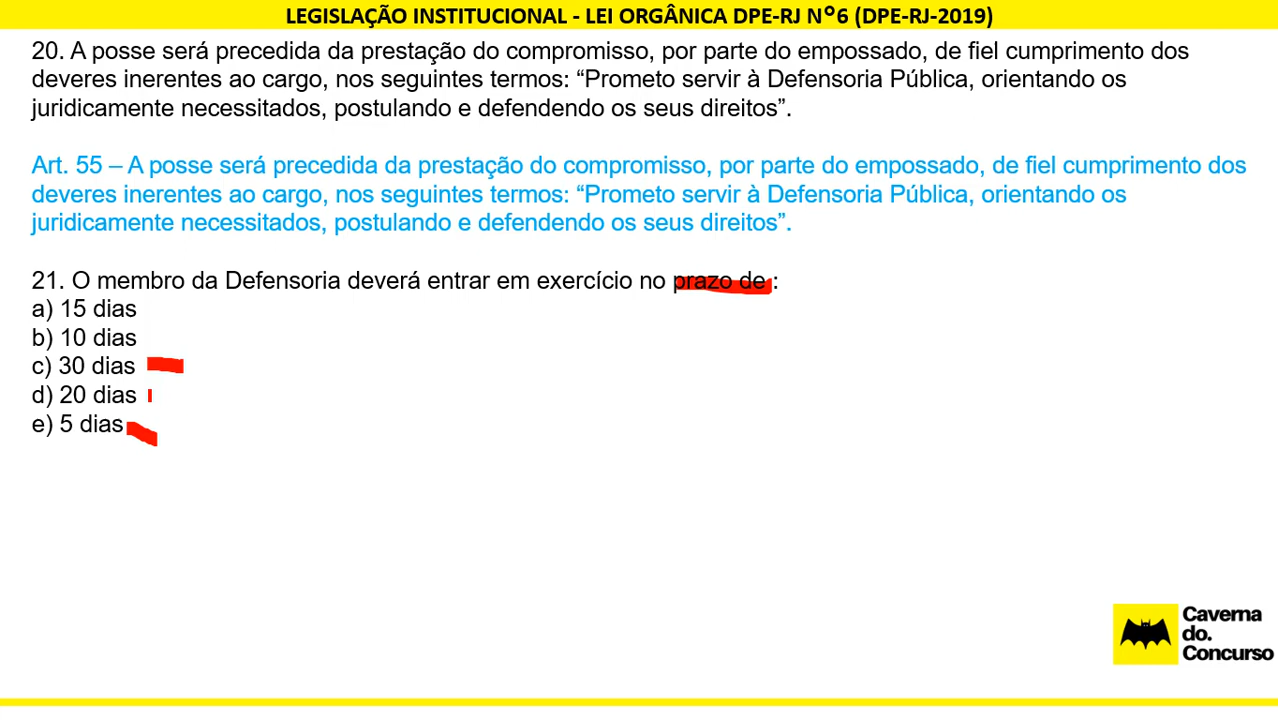 LEGISLAÇÃO INSTITUCIONAL - LEI ORGÂNICA DPE-RJ Nº6 (DPE-RJ-2019)
20. A posse será precedida da prestação do compromisso, por parte do empossado, de fiel cumprimento dos
deveres inerentes ao cargo, nos seguintes termos: “Prometo servir à Defensoria Pública, orientando os
juridicamente necessitados, postulando e defendendo os seus direitos”.
Art. 55 – A posse será precedida da prestação do compromisso, por parte do empossado, de fiel cumprimento dos
deveres inerentes ao cargo, nos seguintes termos: “Prometo servir à Defensoria Pública, orientando os
juridicamente necessitados, postulando e defendendo os seus direitos”.
21. O membro da Defensoria deverá entrar em exercício no prazo de :
a) 15 dias
b) 10 dias
c) 30 dias
d) 20 dias
e) 5 dias
Caverna
do.
Concurso